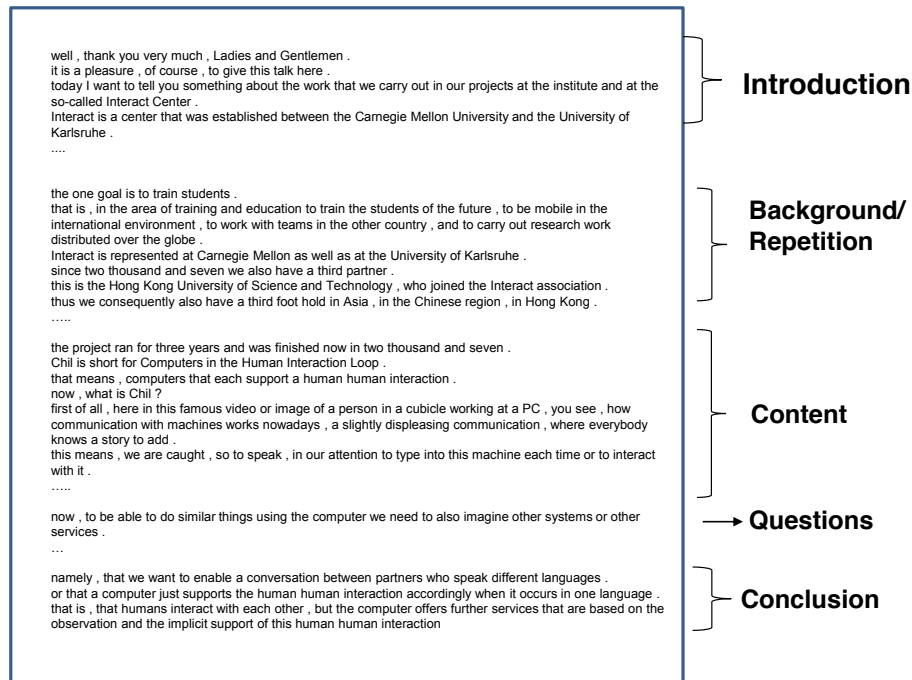 well , thank you very much , Ladies and Gentlemen .
it is a pleasure , of course , to give this talk here .
today I want to tell you something about the work that we carry out in our projects at the institute and at the
so-called Interact Center .
Interact is a center that was established between the Carnegie Mellon University and the University of
Karlsruhe .
....
Introduction
the one goal is to train students .
that is , in the area of training and education to train the students of the future , to be mobile in the
international environment , to work with teams in the other country , and to carry out research work
distributed over the globe .
Interact is represented at Carnegie Mellon as well as at the University of Karlsruhe .
since two thousand and seven we also have a third partner .
this is the Hong Kong University of Science and Technology , who joined the Interact association .
thus we consequently also have a third foot hold in Asia , in the Chinese region , in Hong Kong .
.....
Background/
Repetition
the project ran for three years and was finished now in two thousand and seven .
Chil is short for Computers in the Human Interaction Loop .
that means , computers that each support a human human interaction .
now , what is Chil ?
first of all , here in this famous video or image of a person in a cubicle working at a PC , you see , how
communication with machines works nowadays , a slightly displeasing communication , where everybody
knows a story to add .
this means , we are caught , so to speak , in our attention to type into this machine each time or to interact
with it .
.....
Content
now , to be able to do similar things using the computer we need to also imagine other systems or other
services .
...
Questions
namely , that we want to enable a conversation between partners who speak different languages .
or that a computer just supports the human human interaction accordingly when it occurs in one language .
that is , that humans interact with each other , but the computer offers further services that are based on the
observation and the implicit support of this human human interaction
Conclusion